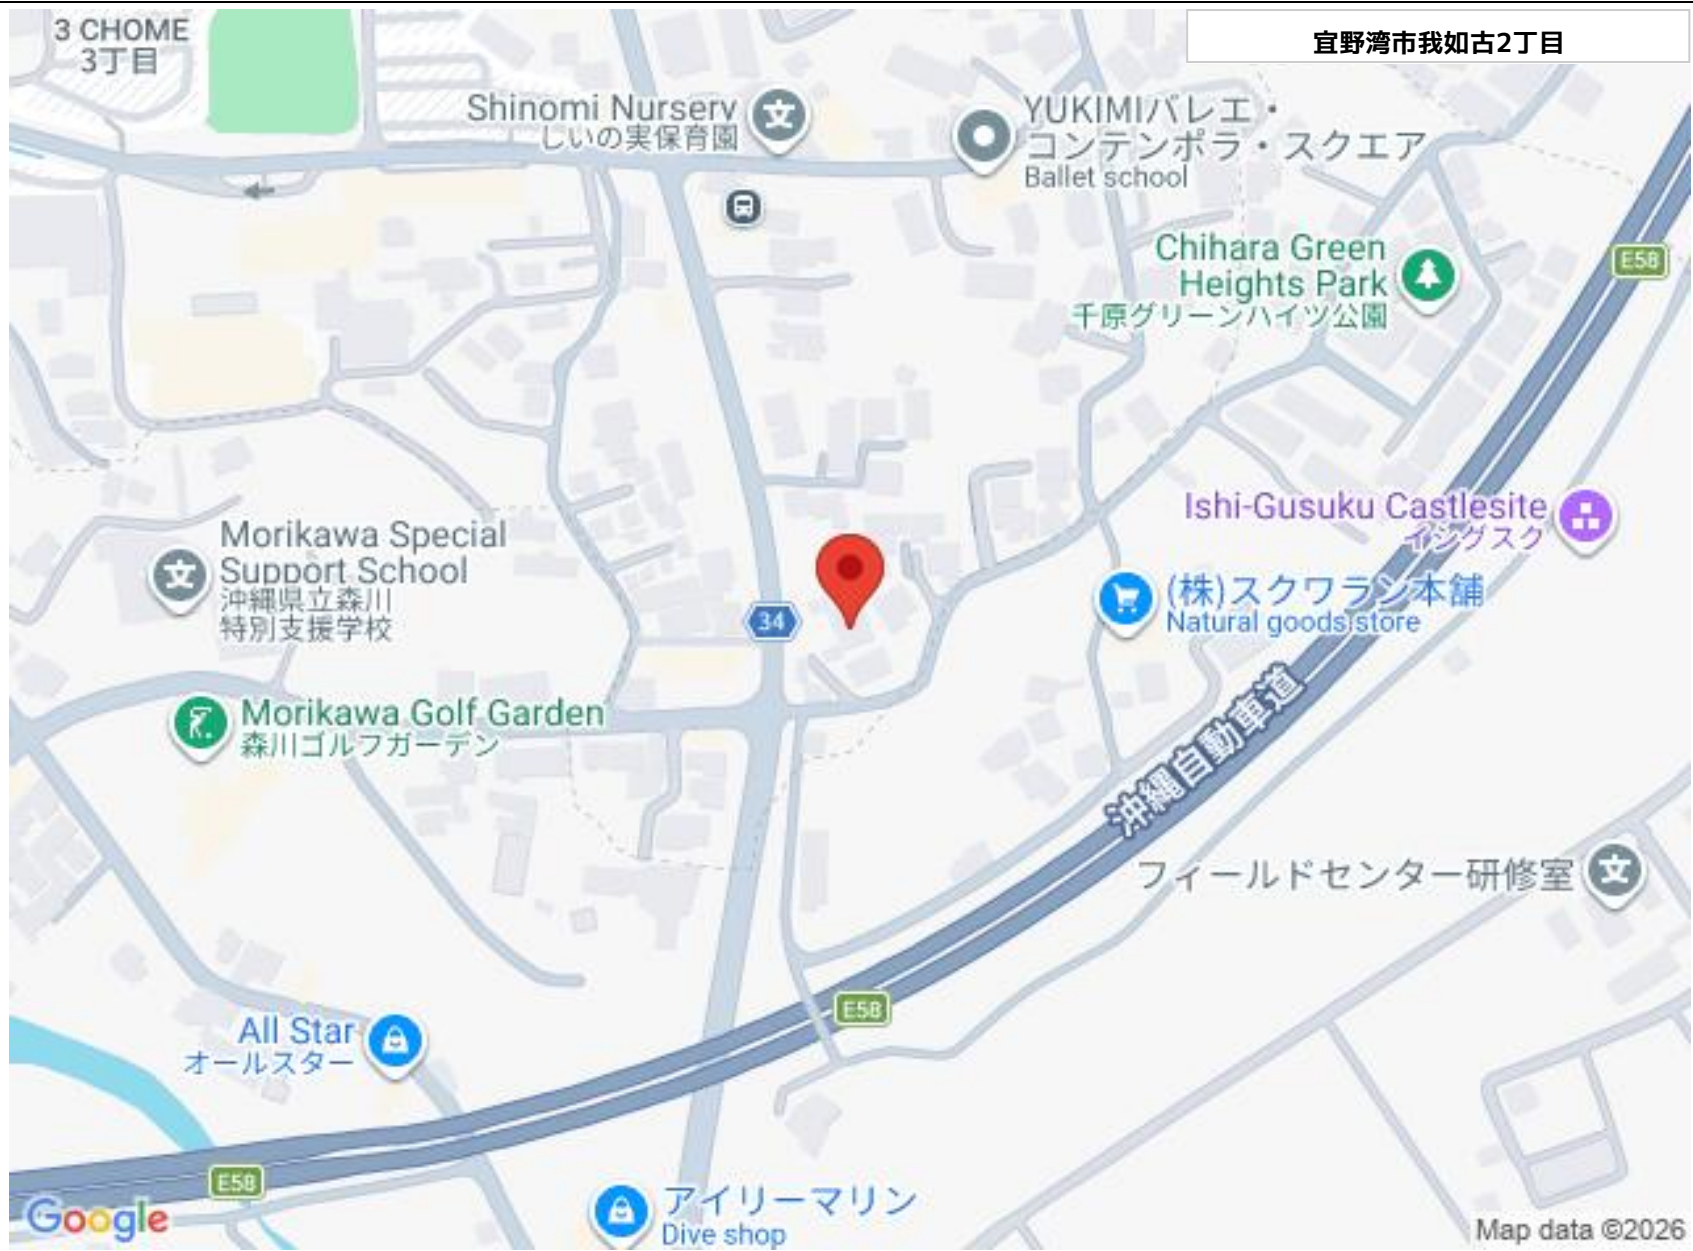 3 CHOME
3丁目
宜野湾市我如古2丁目
Shinomi Nursery
しいの実保育園
YUKIMIバレエ・
コンテンポラ・スクエア
Ballet school
Chihara Green
Heights Park
千原グリーンハイツ公園
E58
Ishi-Gusuku Castlesite
イシグスク
Morikawa Special
Support School
沖縄県立森川
特別支援学校
(株)スクワラン本舗
Natural goods store
34
Morikawa Golf Garden
森川ゴルフガーデン
沖縄自動車道
フィールドセンター研修室
E58
All Star
オールスター
E58
アイリーマリン
Dive shop
Google
Map data ©2026